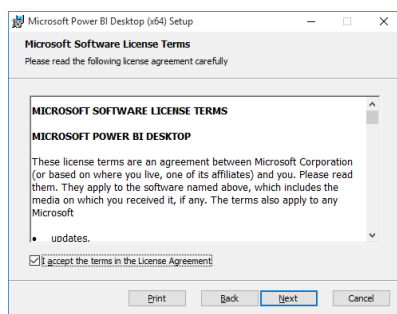 Microsoft Power BI Desktop (x64) Setup
Microsoft Software License Terms
Please read the following license agreement carefully
MICROSOFT SOFTWARE LICENSE TERMS
MICROSOFT POWER BI DESKTOP
These license terms are an agreement between Microsoft Corporation
(or based on where you live, one of its affiliates) and you. Please read
them. They apply to the software named above, which includes the
media on which you received it, if any. The terms also apply to any
Microsoft
• updates,
I accept the terms in the License Agreement
Print Back Next Cancel